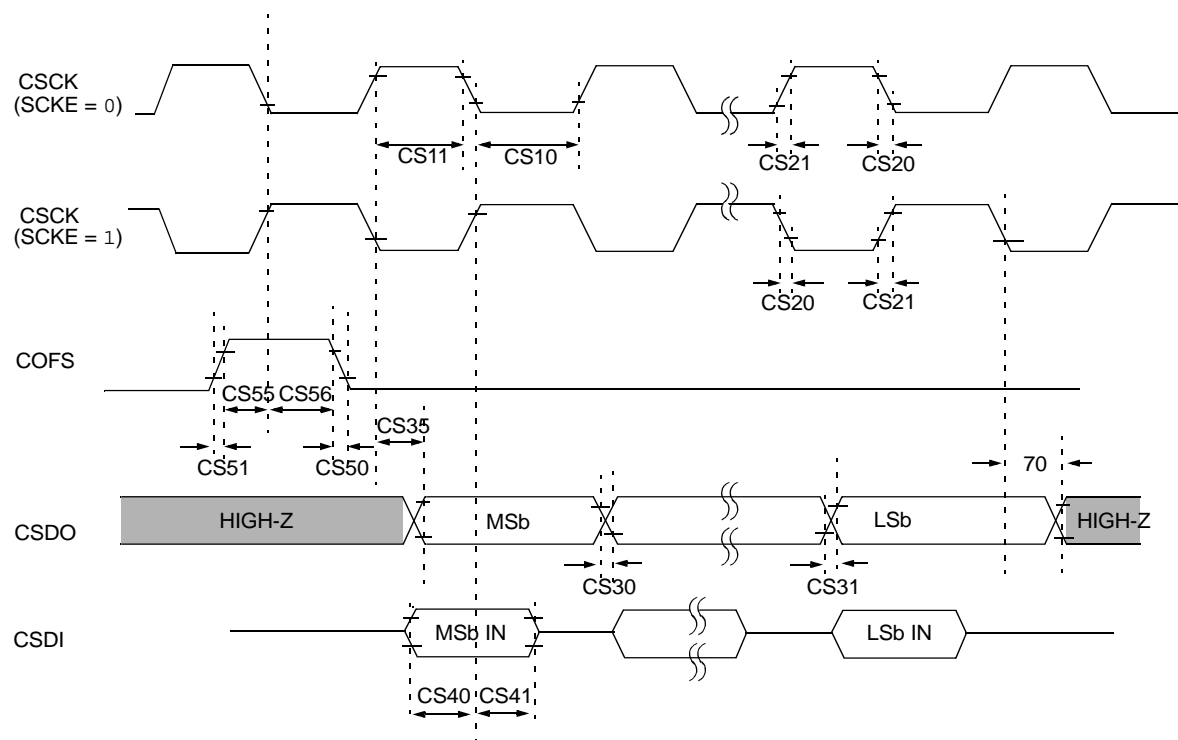 CSCK
(SCKE = 0)
CS11 CS10 CS21 CS20
CSCK
(SCKE = 1)
CS20 CS21
COFS
CS55 CS56
CS35
CS51 CS50 70
CSDO HIGH-Z MSb LSb HIGH-Z
CS30 CS31
CSDI MSb IN LSb IN
CS40 CS41